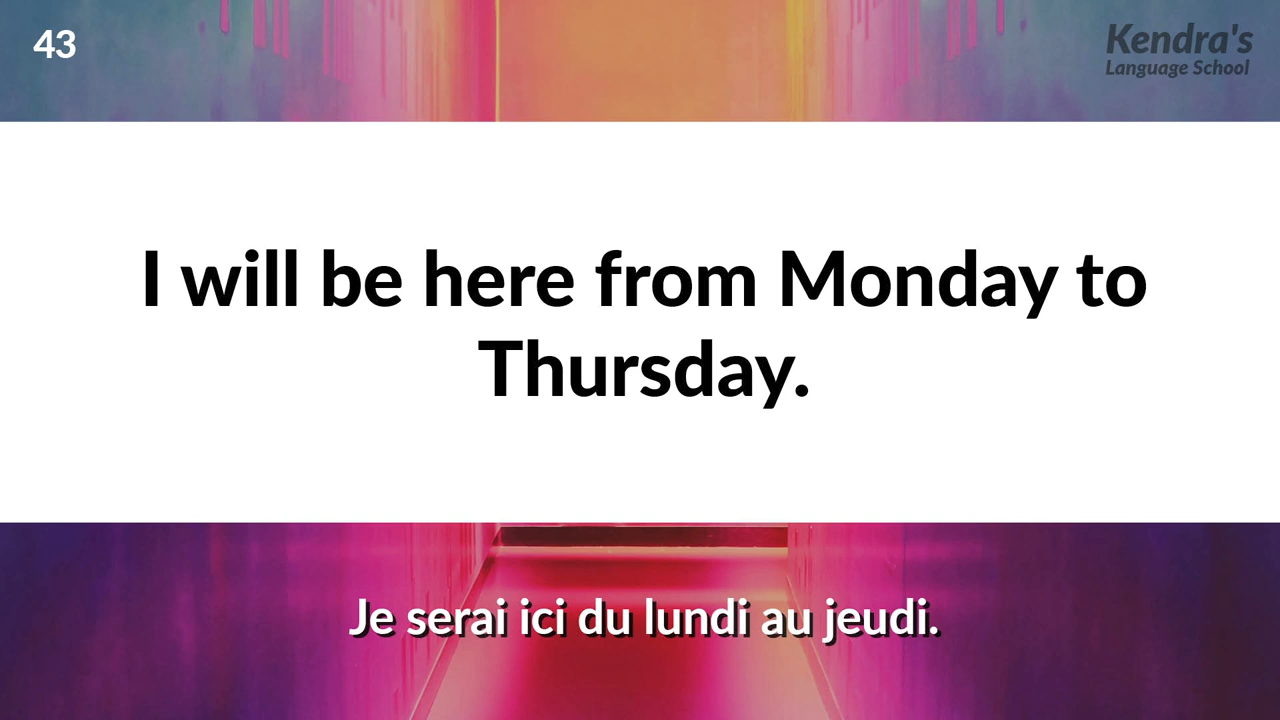 43
Kendra's
Language School
I will be here from Monday to
Thursday.
Je serai ici du lundi au jeudi.